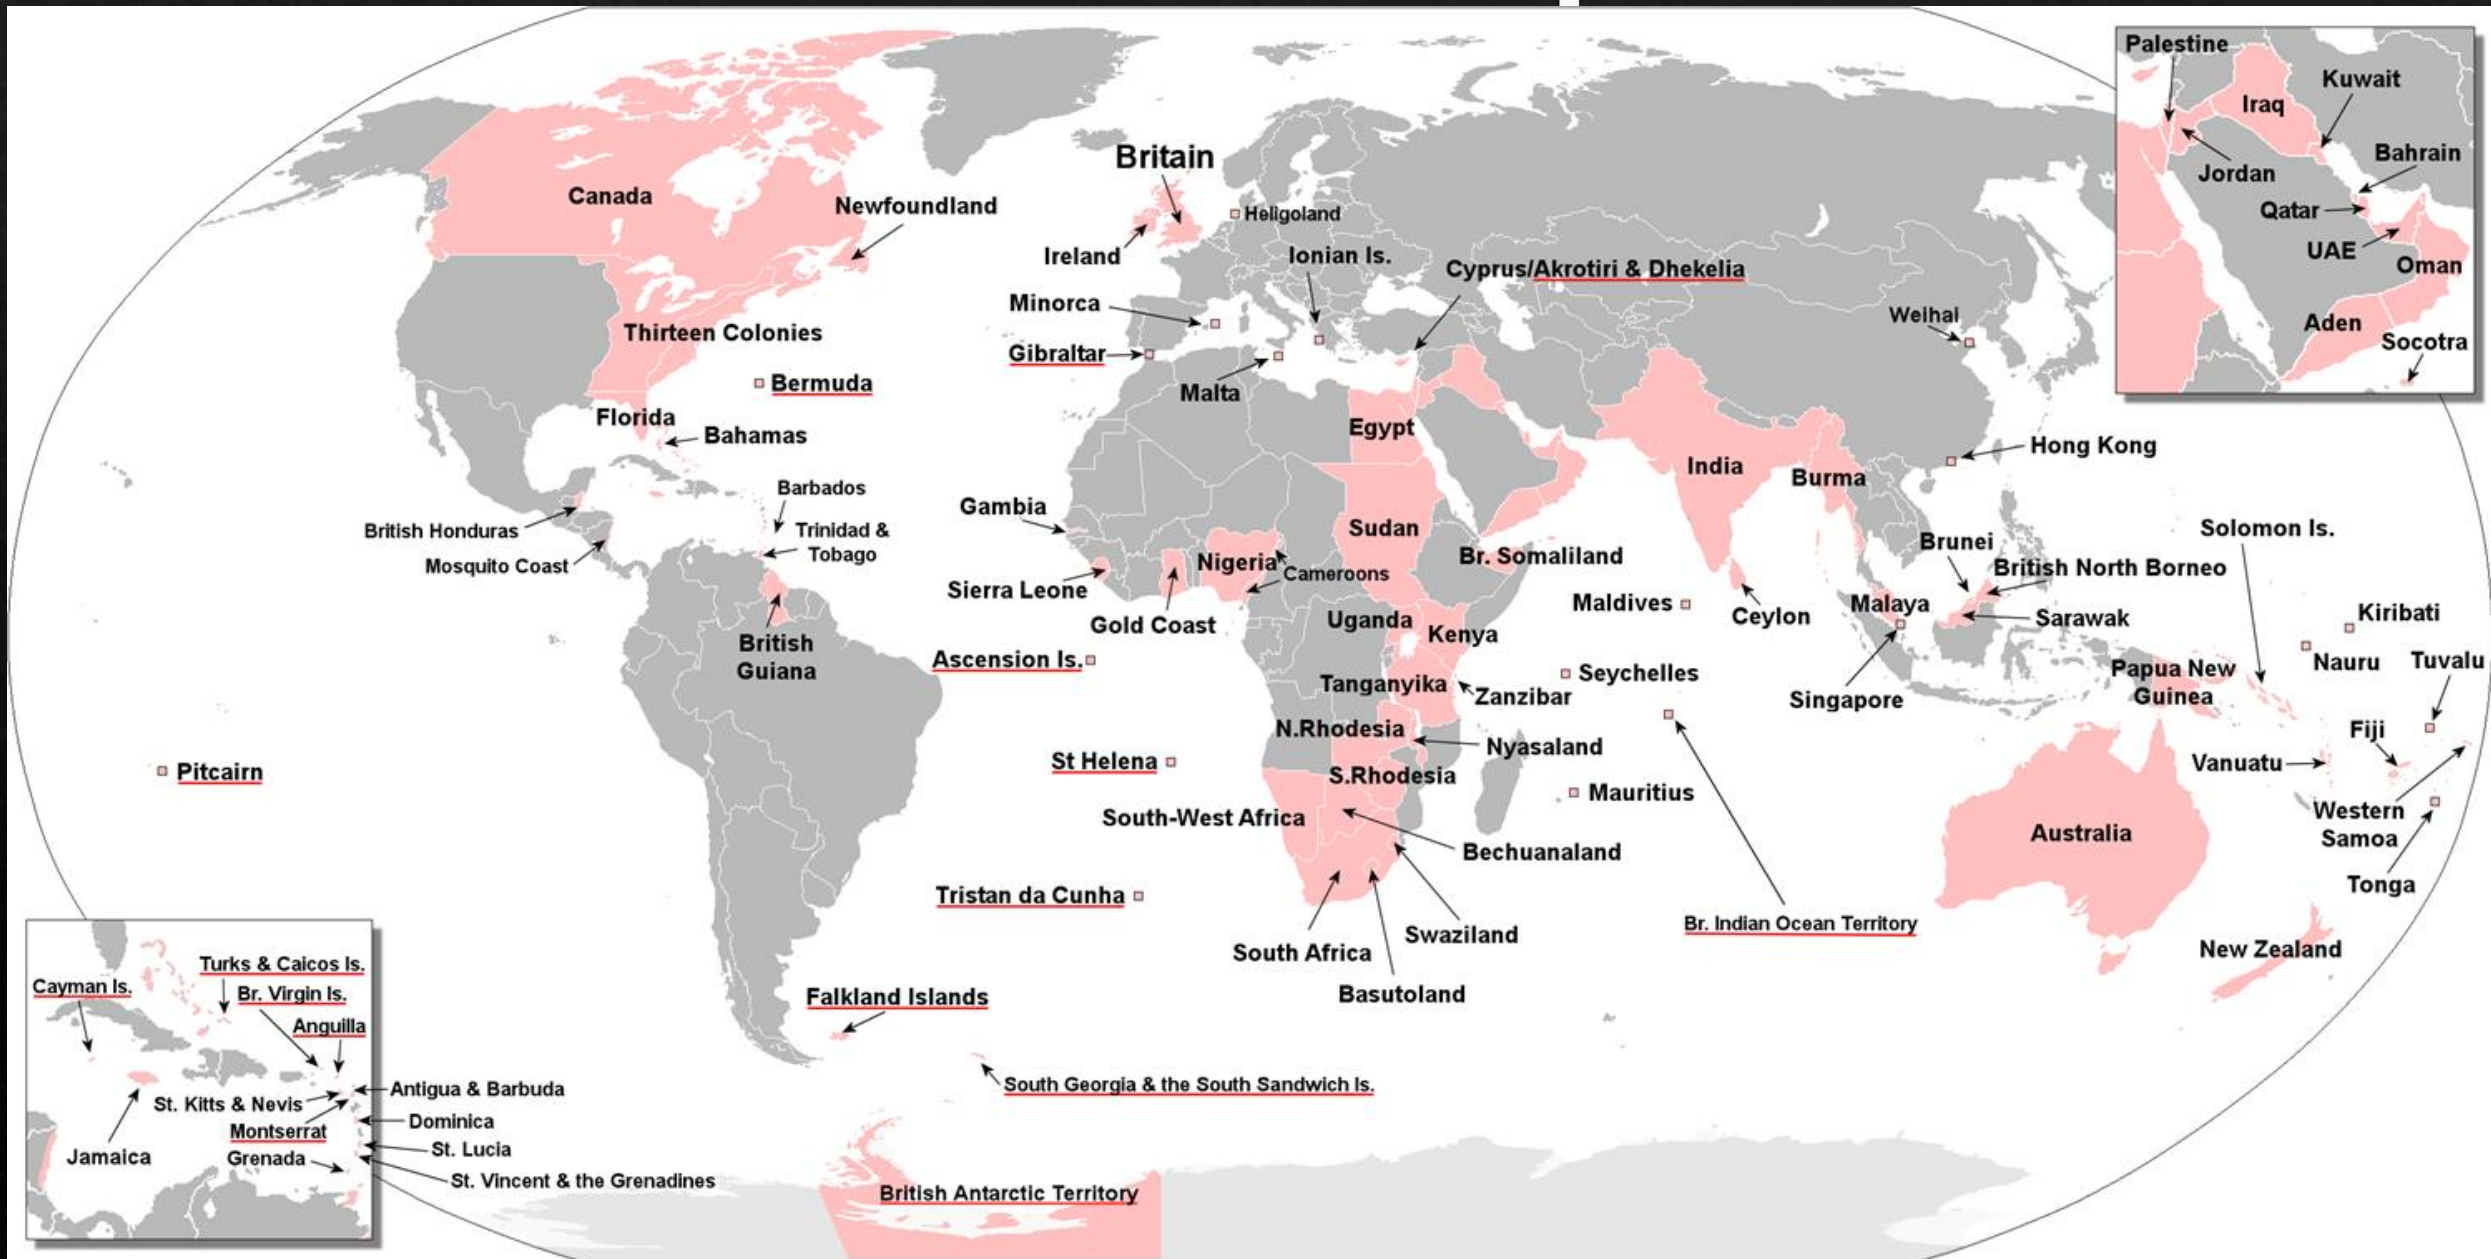 Palestine
Kuwait
Iraq
Bahrain
Jordan
Qatar
UAE
Oman
Aden
Socotra
Britain
Canada
Newfoundland
Heligoland
Ireland
Ionian Is.
Cyprus/Akrotiri & Dhekelia
Minorca
Weihai
Thirteen Colonies
Gibraltar
Bermuda
Malta
Florida
Egypt
Bahamas
Hong Kong
India
Burma
Barbados
Gambia
British Honduras
Trinidad &
Tobago
Sudan
Solomon Is.
Brunei
Mosquito Coast
Nigeria
Br. Somaliland
British North Borneo
Cameroons
Sierra Leone
Maldives
Malaya
Ceylon
Kiribati
Gold Coast
Uganda
Kenya
Sarawak
British
Guiana
Ascension Is.
Nauru
Tuvalu
Seychelles
Papua New
Guinea
Tanganyika
Zanzibar
Singapore
N.Rhodesia
Fiji
Nyasaland
St Helena
Vanuatu
Pitcairn
S.Rhodesia
Mauritius
Western
Samoa
South-West Africa
Australia
Bechuanaland
Tonga
Tristan da Cunha
Br. Indian Ocean Territory
Swaziland
South Africa
New Zealand
Basutoland
Falkland Islands
South Georgia & the South Sandwich Is.
British Antarctic Territory
Turks & Caicos Is.
Cayman Is.
Br. Virgin Is.
Anguilla
Antigua & Barbuda
St. Kitts & Nevis
Dominica
Montserrat
St. Lucia
Jamaica
Grenada
St. Vincent & the Grenadines